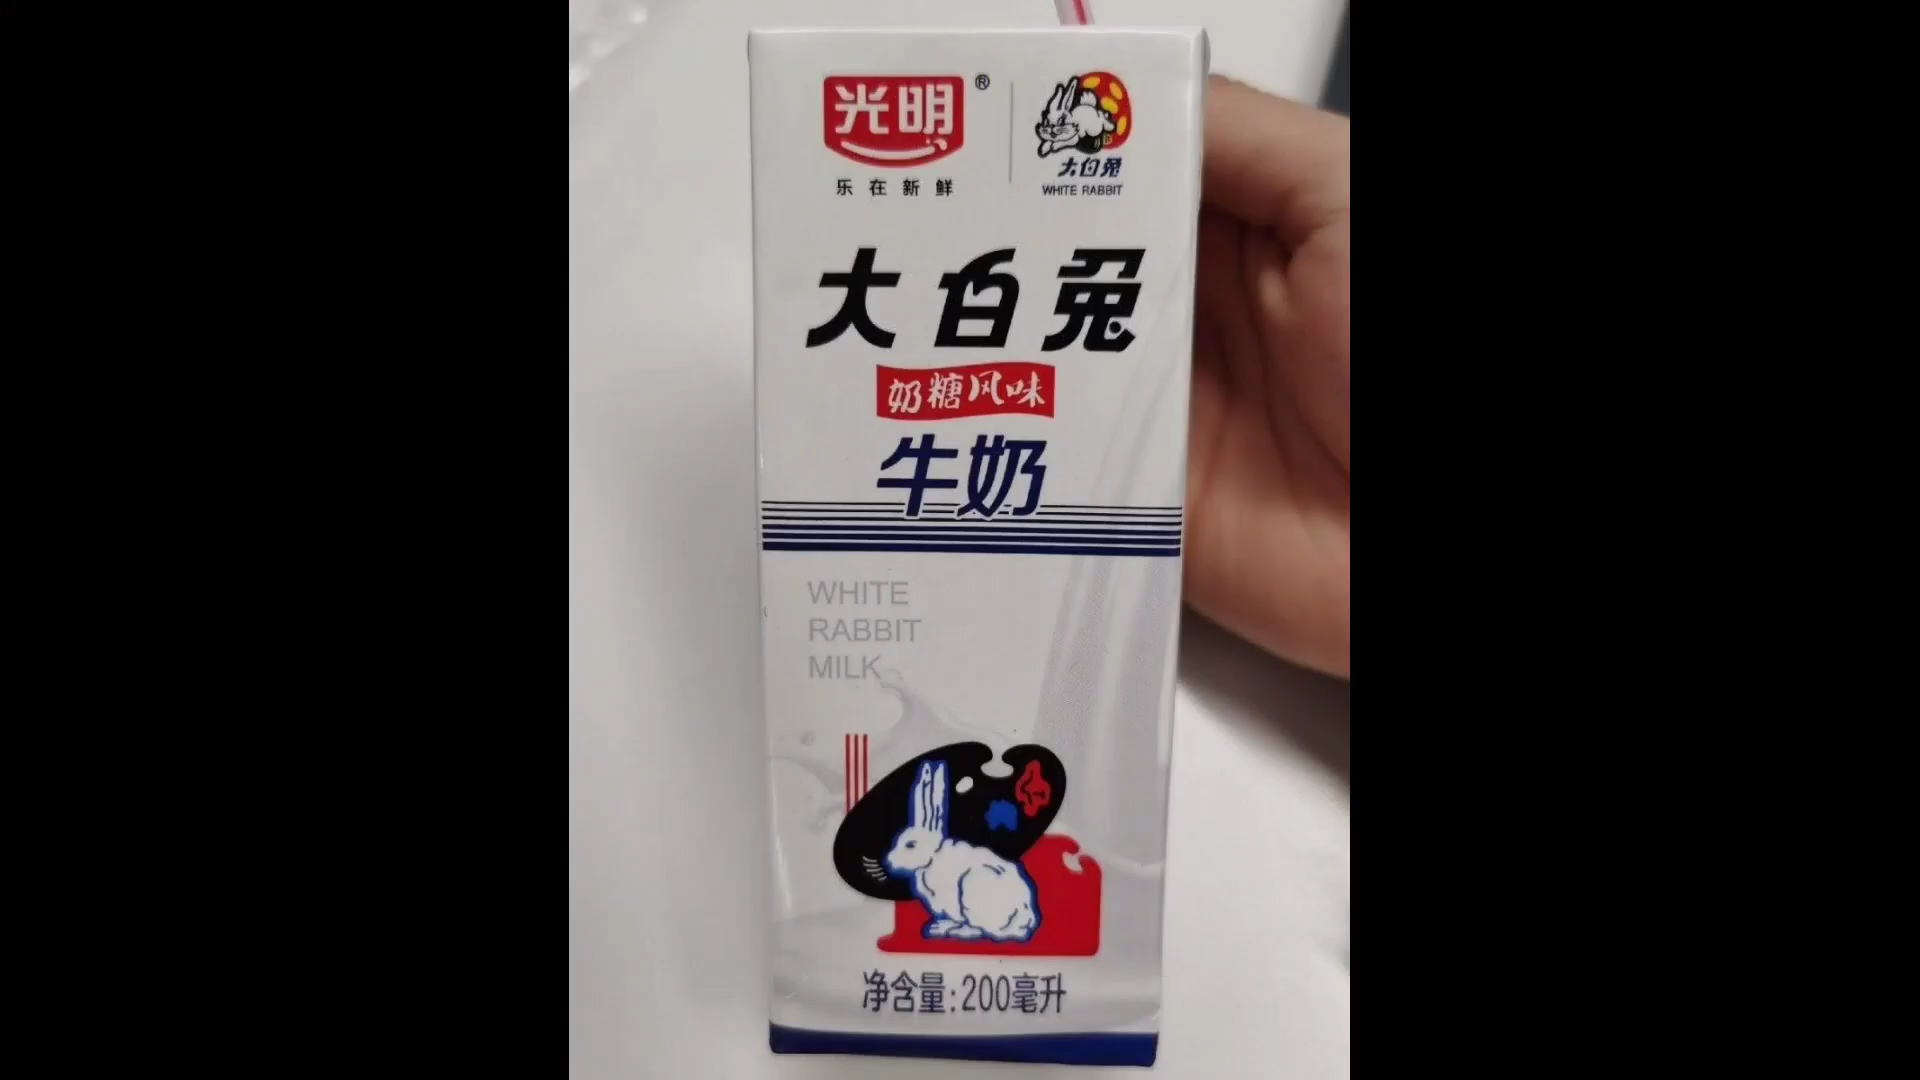 光明®
乐在新鲜
大白兔
WHITE RABBIT
大白兔
奶糖风味
牛奶
WHITE
RABBIT
MILK
净含量:200毫升